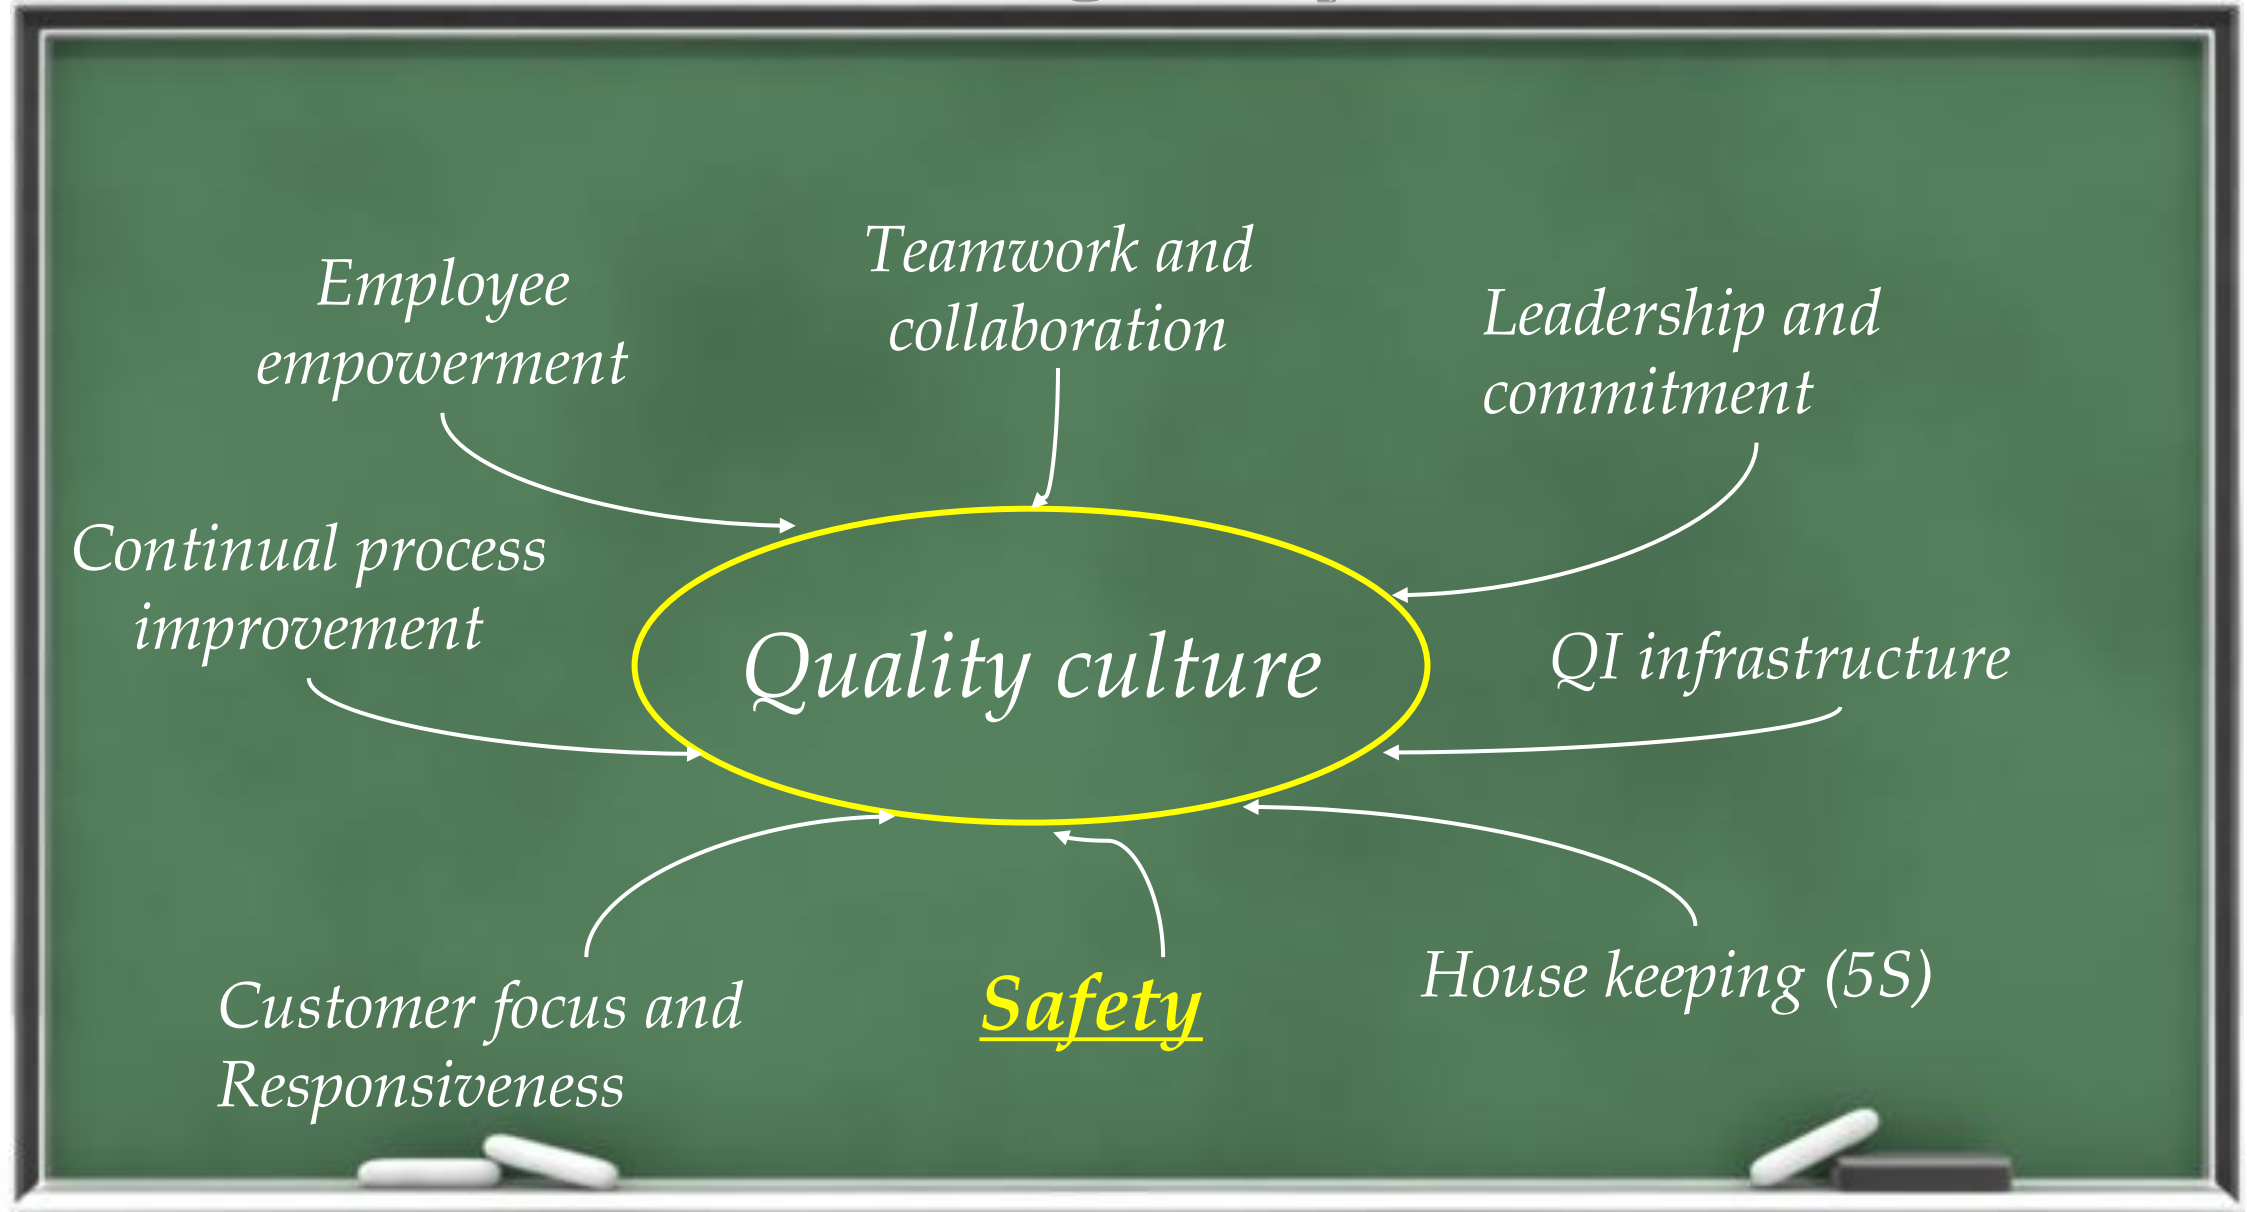 Employee
empowerment
Teamwork and
collaboration
Leadership and
commitment
Continual process
improvement
Quality culture
QI infrastructure
Customer focus and
Responsiveness
Safety
House keeping (5S)